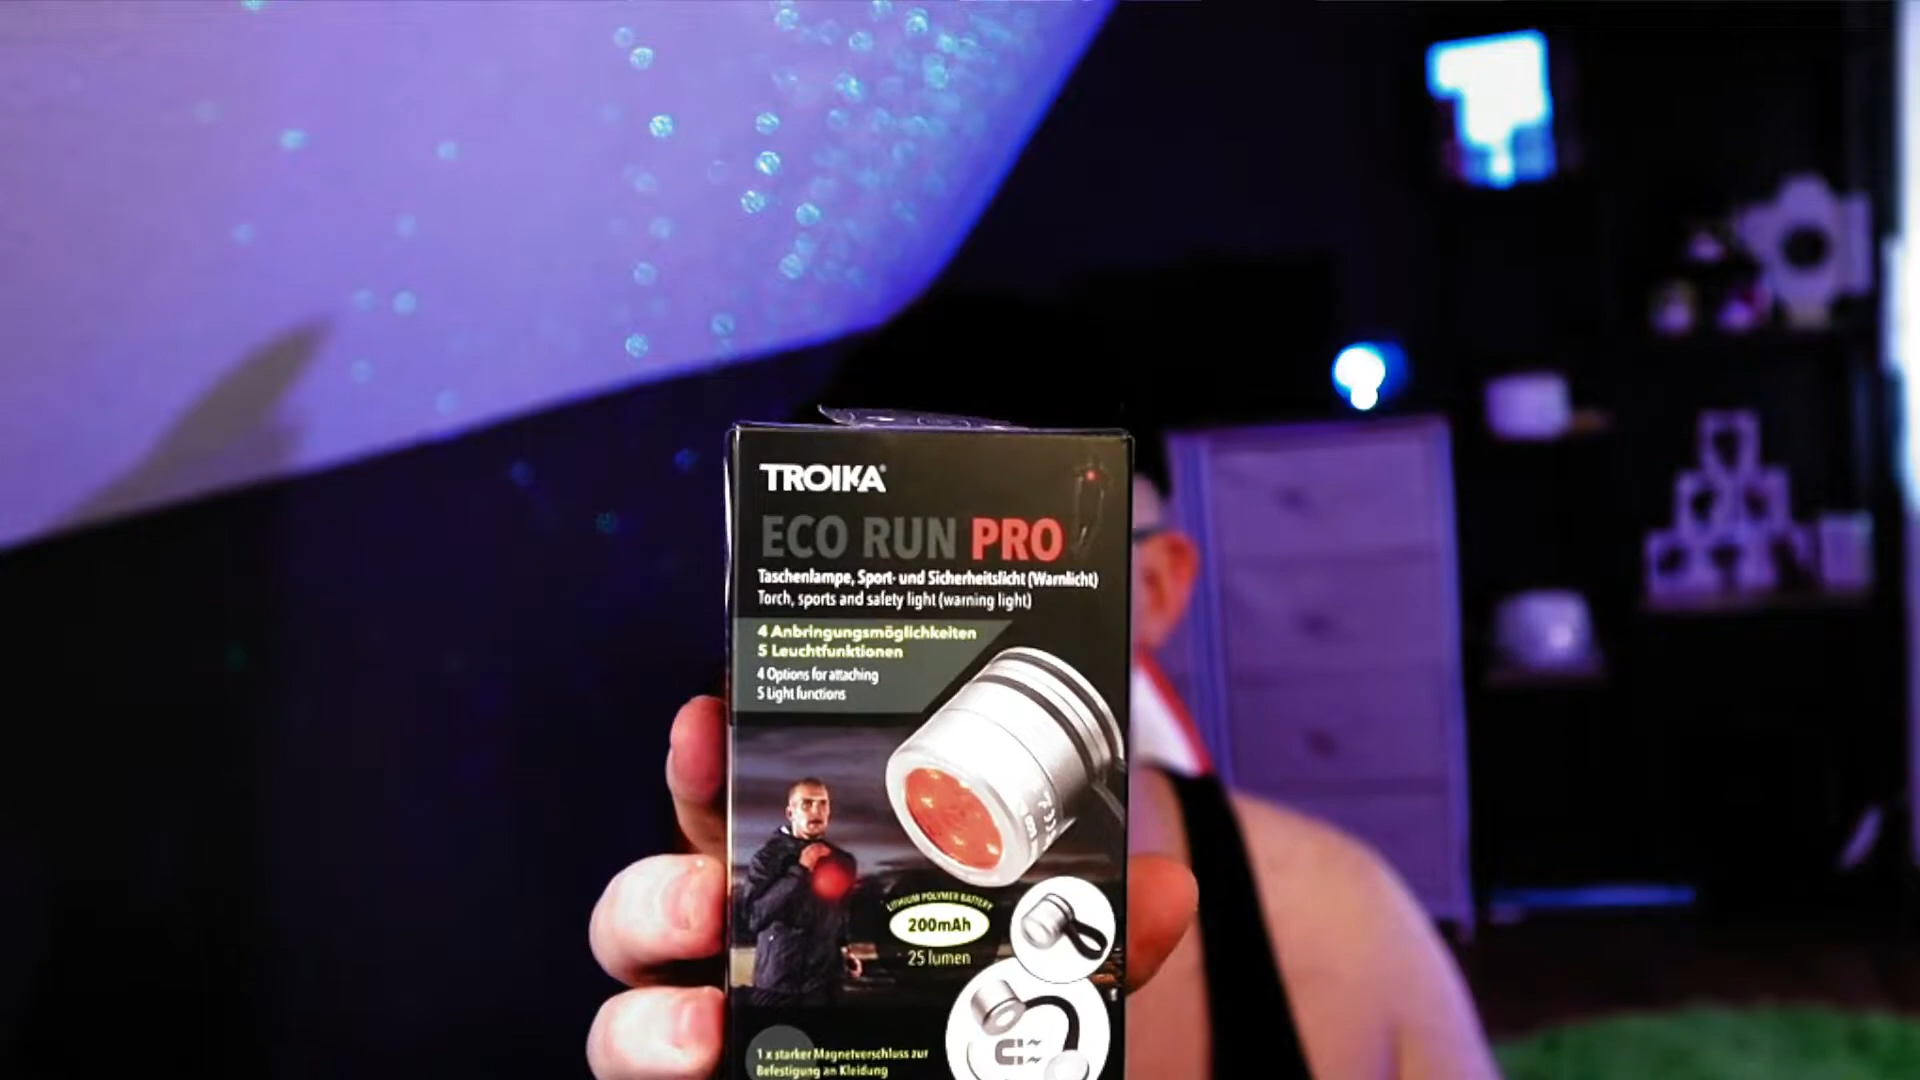 TROIKA®
ECO RUN PRO
Taschenlampe, Sport- und Sicherheitslicht (Warnlicht)
Torch, sports and safety light (warning light)
4 Anbringungsmöglichkeiten
5 Leuchtfunktionen
4 Options for attaching
5 Light functions
LITHIUM POLYMER BATTERY
200mAh
25 lumen
1 x starker Magnetverschluss zur
Befestigung an Kleidung